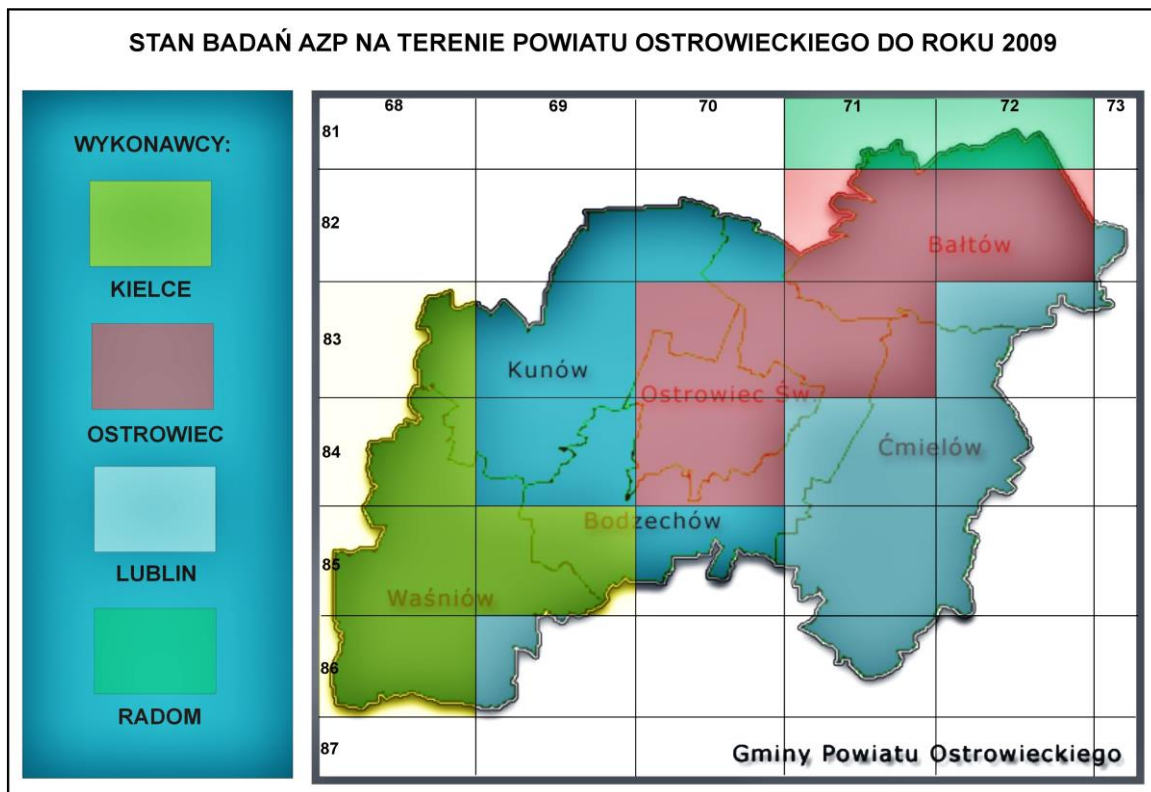 STAN BADAŃ AZP NA TERENIE POWIATU OSTROWIECKIEGO DO ROKU 2009
WYKONAWCY:
KIELCE
OSTROWIEC
LUBLIN
RADOM
68 69 70 71 72 73
81
82
Bałtów
83
Kunów
Ostrowiec Św.
84
Ćmielów
Bodzechów
85
Waśniów
86
87
Gminy Powiatu Ostrowieckiego